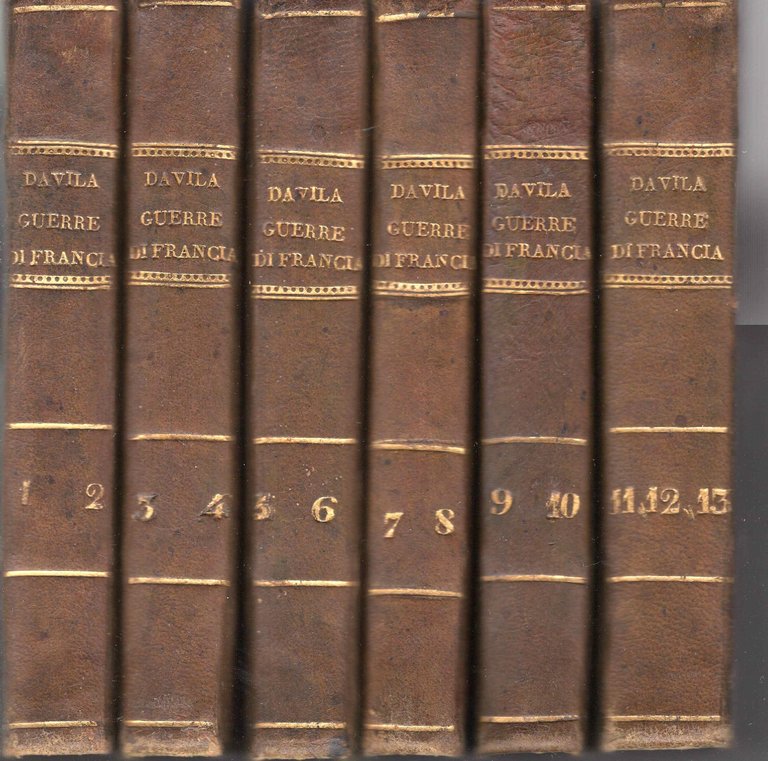 DAVILA
GUERRE
DI FRANCIA
1 2
DAVILA
GUERRE
DI FRANCIA
3 4
DAVILA
GUERRE
DI FRANCIA
5 6
DAVILA
GUERRE
DI FRANCIA
7 8
DAVILA
GUERRE
DI FRANCIA
9 10
DAVILA
GUERRE
DI FRANCIA
11.12.13